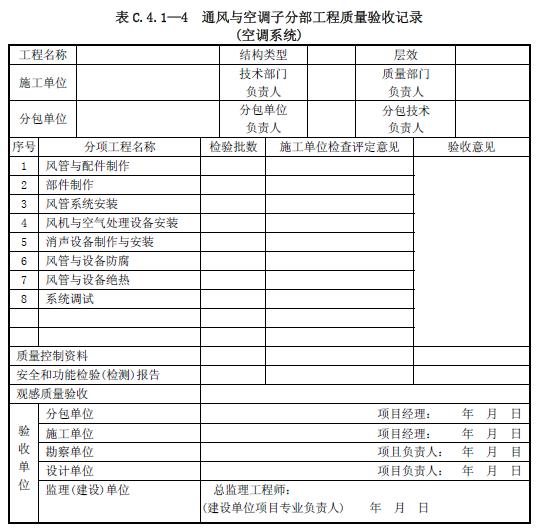 表 C.4.1—4 通风与空调子分部工程质量验收记录
(空调系统)
工程名称 结构类型 层效
施工单位 技术部门负责人 质量部门负责人
分包单位 分包单位负责人 分包技术负责人
序号 分项工程名称 检验批数 施工单位检查评定意见 验收意见
1 风管与配件制作
2 部件制作
3 风管系统安装
4 风机与空气处理设备安装
5 消声设备制作与安装
6 风管与设备防腐
7 风管与设备绝热
8 系统调试
质量控制资料
安全和功能检验(检测)报告
观感质量验收
验收单位
分包单位 项目经理： 年 月 日
施工单位 项目经理： 年 月 日
勘察单位 项且负责人： 年 月 目
设计单位 项目负责人： 年 月 日
监理(建设)单位 总监理工程师：
(建设单位项目专业负责人) 年 月 日